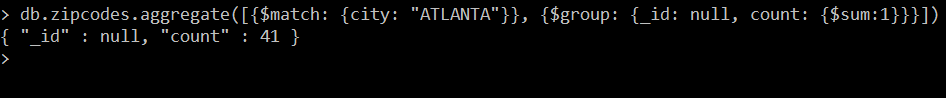 > db.zipcodes.aggregate([{$match: {city: "ATLANTA"}}, {$group: {_id: null, count: {$sum:1}}}])
{ "_id" : null, "count" : 41 }
>